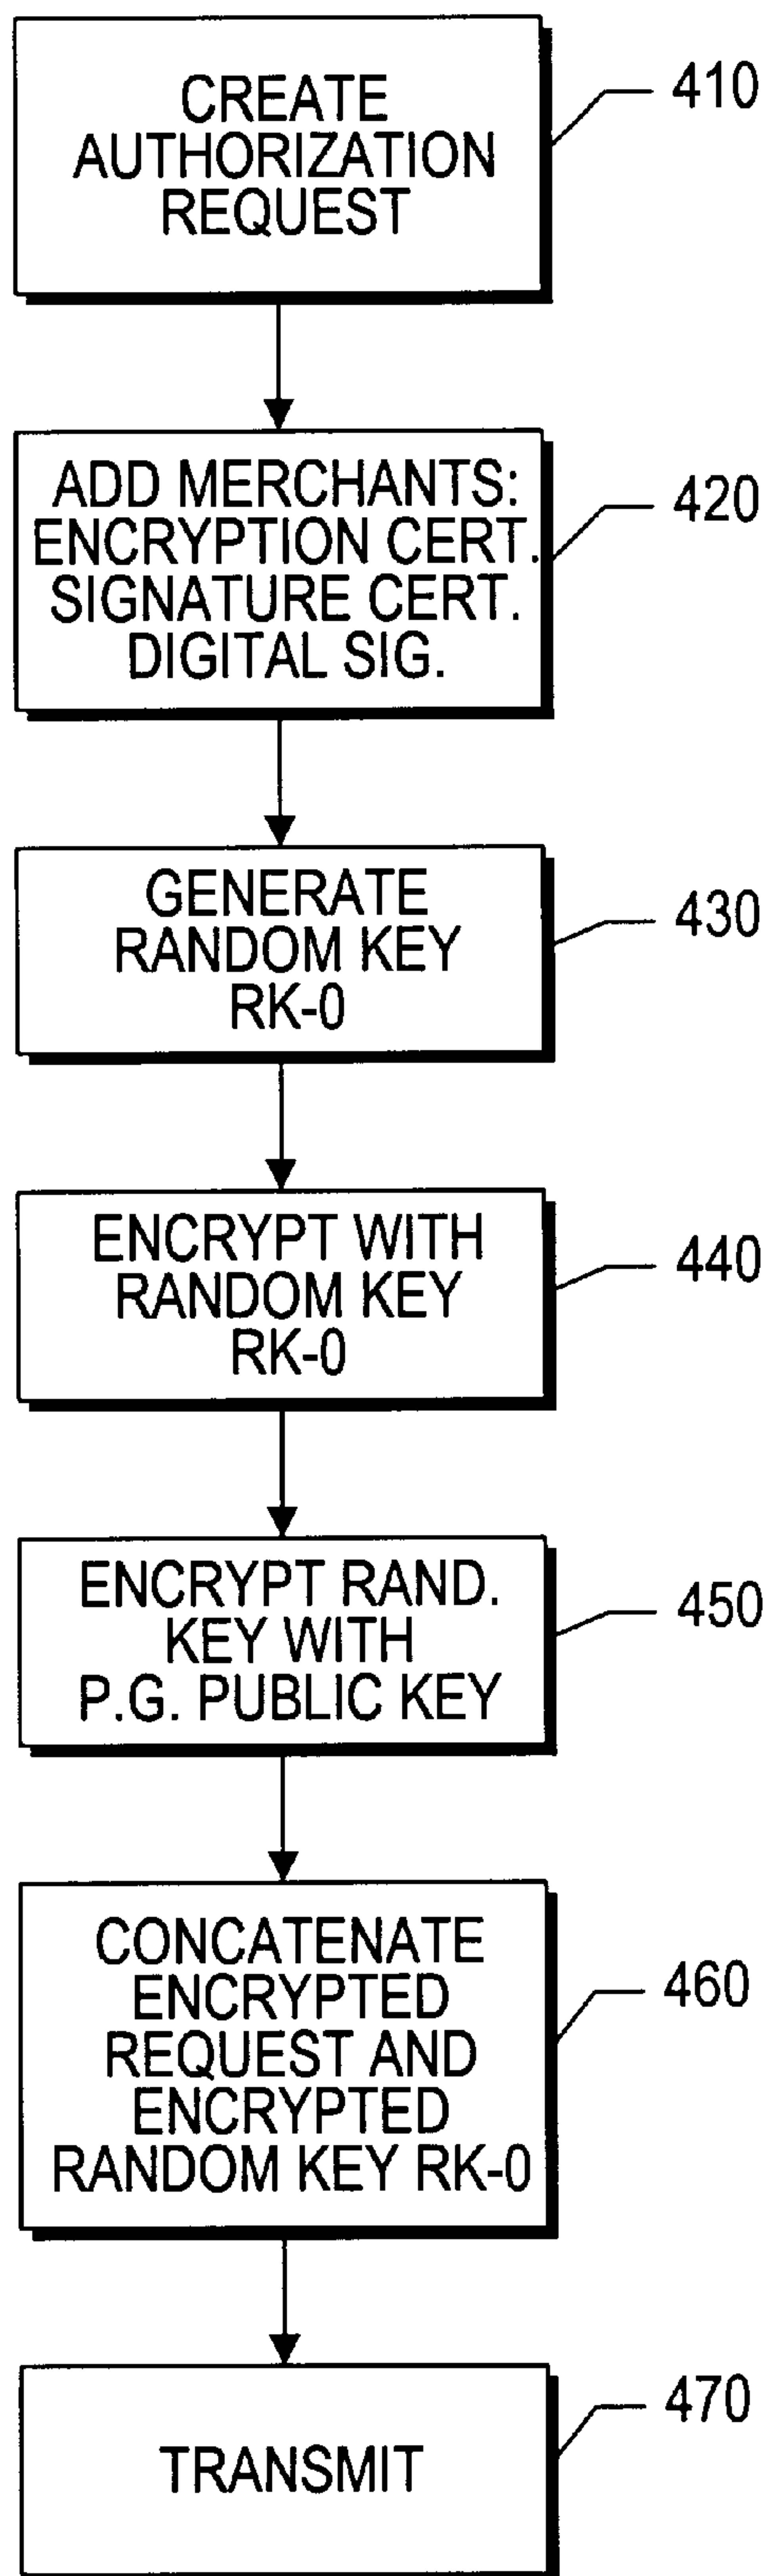 CREATE
AUTHORIZATION
REQUEST
410
ADD MERCHANTS:
ENCRYPTION CERT.
SIGNATURE CERT.
DIGITAL SIG.
420
GENERATE
RANDOM KEY
RK-0
430
ENCRYPT WITH
RANDOM KEY
RK-0
440
ENCRYPT RAND.
KEY WITH
P.G. PUBLIC KEY
450
CONCATENATE
ENCRYPTED
REQUEST AND
ENCRYPTED
RANDOM KEY RK-0
460
TRANSMIT
470